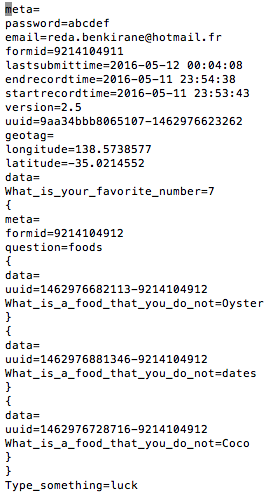 meta=
password=abcdef
email=reda.benkirane@hotmail.fr
formid=9214104911
lastsubmittime=2016-05-12 00:04:08
endrecordtime=2016-05-11 23:54:38
startrecordtime=2016-05-11 23:53:43
version=2.5
uuid=9aa34bbb8065107-1462976623262
geotag=
longitude=138.5738577
latitude=-35.0214552
data=
What_is_your_favorite_number=7
{
meta=
formid=9214104912
question=foods
{
data=
uuid=1462976682113-9214104912
What_is_a_food_that_you_do_not=Oyster
}
{
data=
uuid=1462976881346-9214104912
What_is_a_food_that_you_do_not=dates
}
{
data=
uuid=1462976728716-9214104912
What_is_a_food_that_you_do_not=Coco
}
}
Type_something=luck